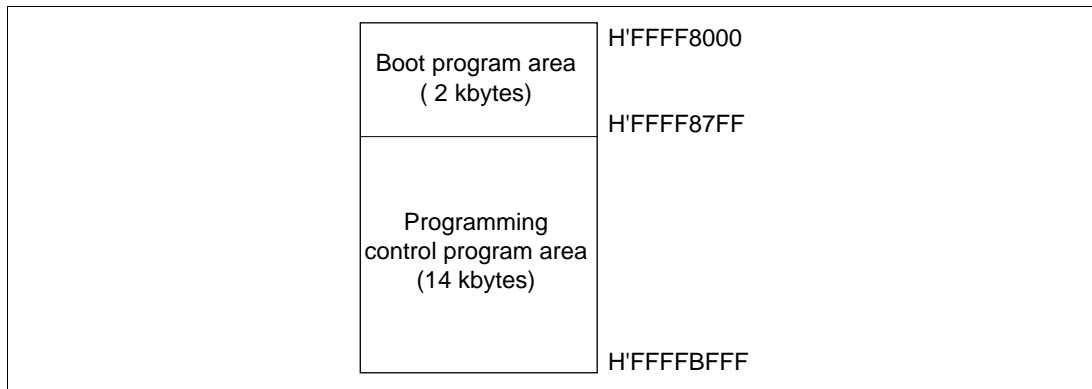 H'FFFF8000
Boot program area
( 2 kbytes)
H'FFFF87FF
Programming
control program area
(14 kbytes)
H'FFFFBFFF